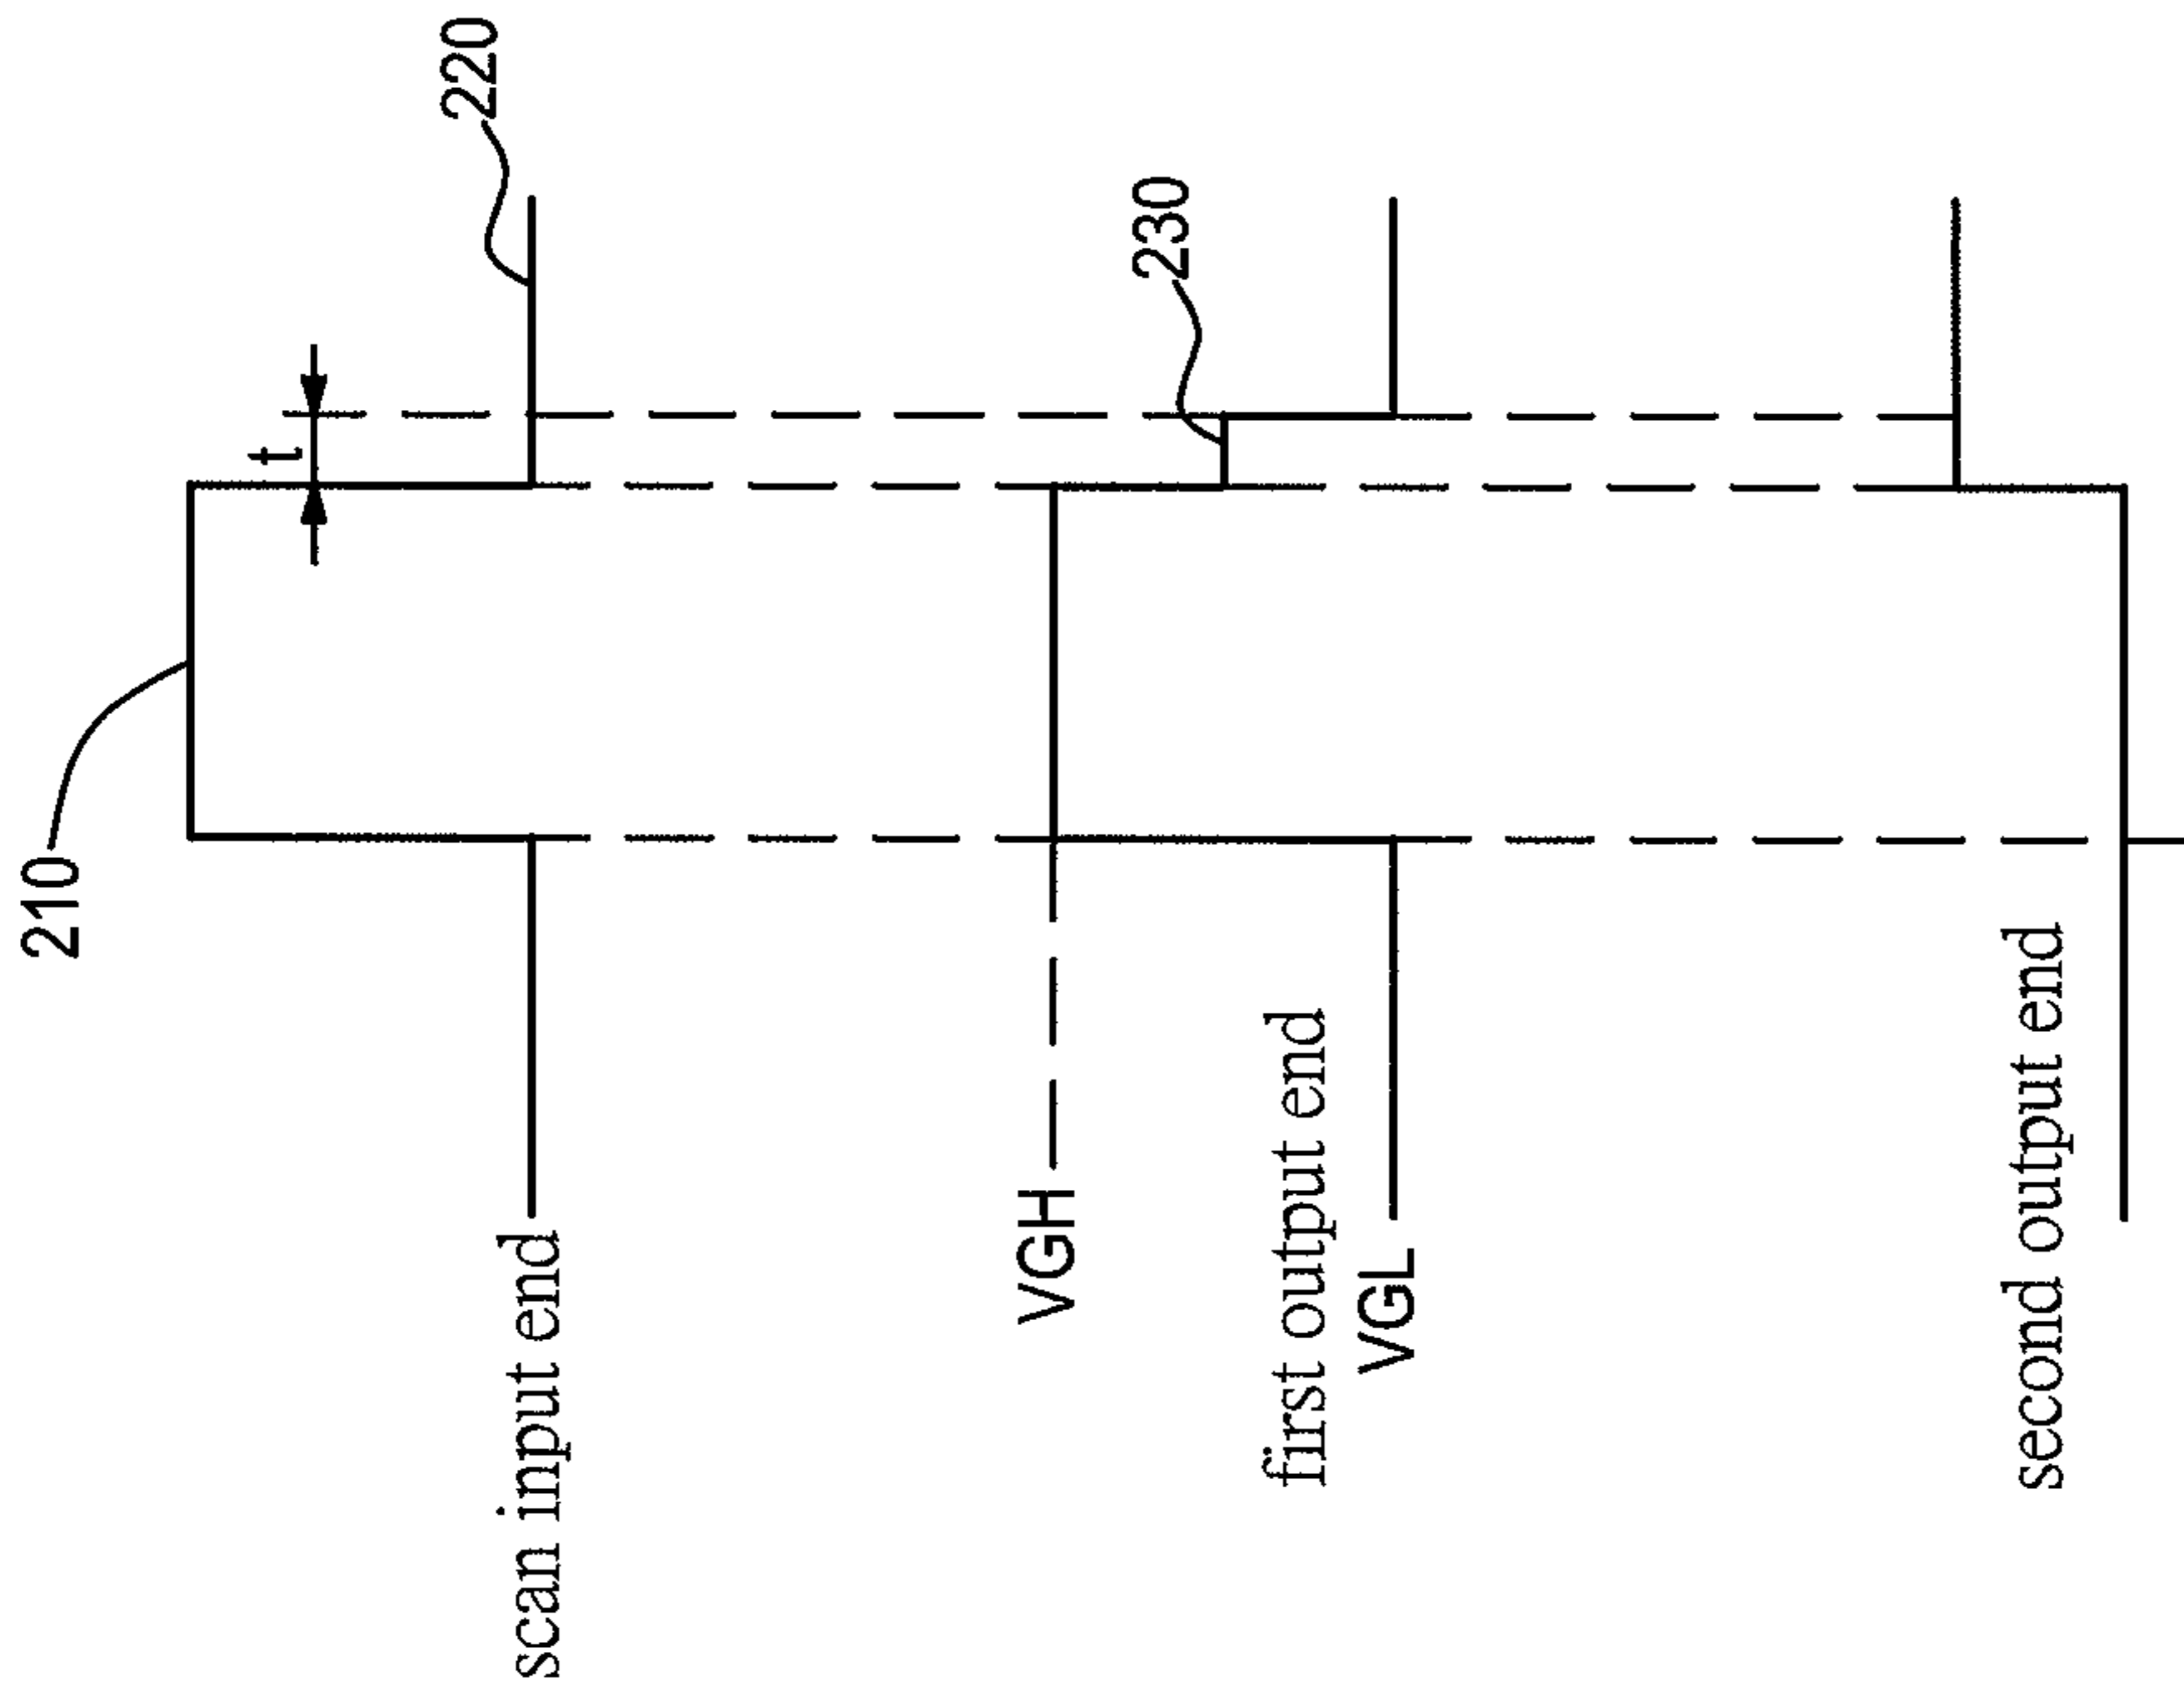 210
220
t
scan input end
VGH
230
first output end
VGL
second output end